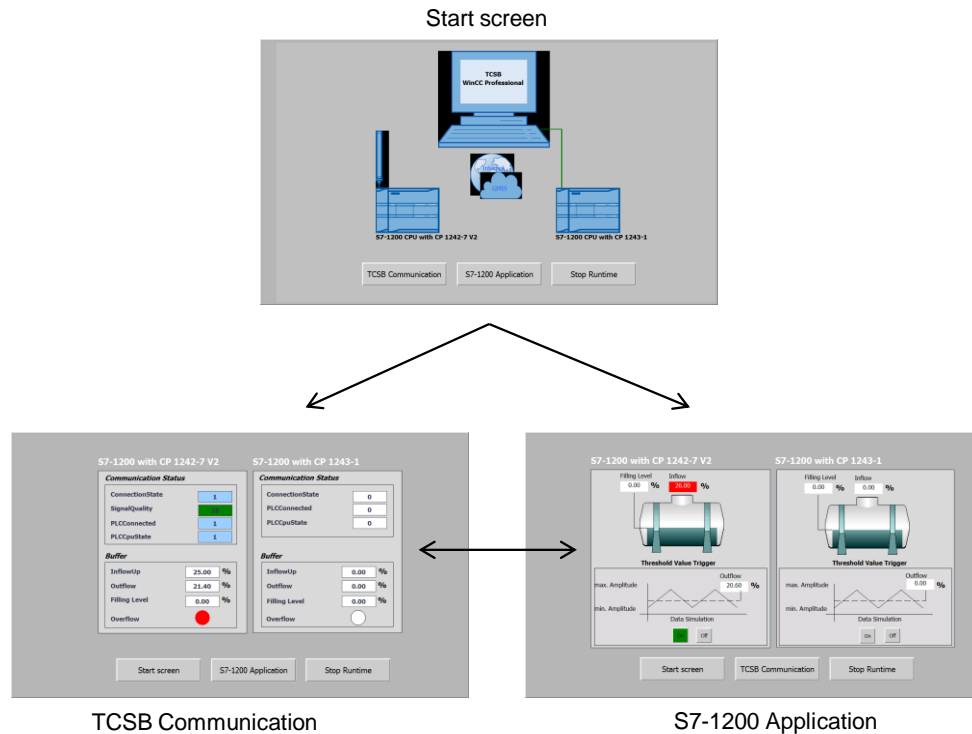 Start screen
TCSB
WinCC Professional
Internet
GPRS
S7-1200 CPU with CP 1242-7 V2
S7-1200 CPU with CP 1243-1
TCSB Communication
S7-1200 Application
Stop Runtime
S7-1200 with CP 1242-7 V2
Communication Status
ConnectionState 1
SignalQuality
PLCConnected 1
PLCCpuState 1
Buffer
InflowUp 25.00 %
Outflow 21.40 %
Filling Level 0.00 %
Overflow
S7-1200 with CP 1243-1
Communication Status
ConnectionState 0
PLCConnected 0
PLCCpuState 0
Buffer
InflowUp 0.00 %
Outflow 0.00 %
Filling Level 0.00 %
Overflow
Start screen
S7-1200 Application
Stop Runtime
TCSB Communication
S7-1200 with CP 1242-7 V2
Filling Level Inflow
0.00 % 26.00 %
Threshold Value Trigger
Outflow
max. Amplitude 20.60 %
min. Amplitude
Data Simulation
On Off
S7-1200 with CP 1243-1
Filling Level Inflow
0.00 % 0.00 %
Threshold Value Trigger
Outflow
max. Amplitude 0.00 %
min. Amplitude
Data Simulation
On Off
Start screen
TCSB Communication
Stop Runtime
S7-1200 Application